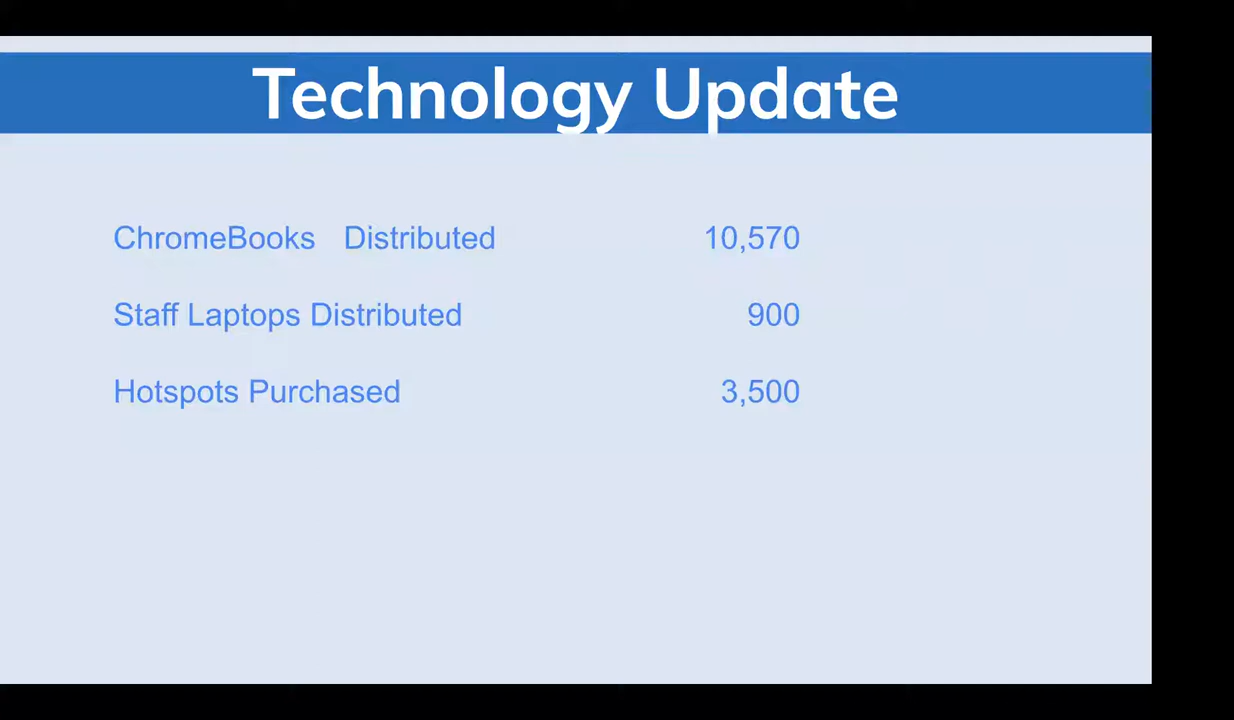 Technology Update
ChromeBooks Distributed 10,570
Staff Laptops Distributed 900
Hotspots Purchased 3,500